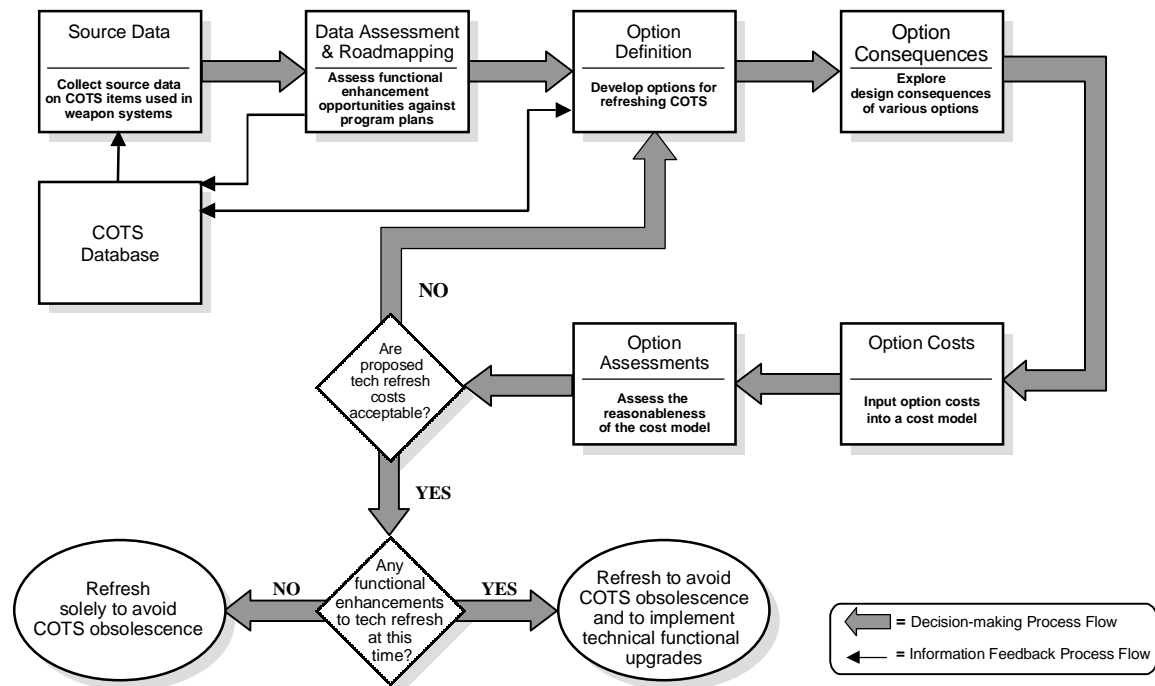 Source Data
Collect source data
on COTS items used in
weapon systems
Data Assessment
& Roadmapping
Assess functional
enhancement
opportunities against
program plans
Option
Definition
Develop options for
refreshing COTS
Option
Consequences
Explore
design consequences
of various options
COTS
Database
NO
Are
proposed
tech refresh
costs
acceptable?
Option
Assessments
Assess the
reasonableness
of the cost model
Option Costs
Input option costs
into a cost model
YES
Refresh
solely to avoid
COTS obsolescence
NO
Any
functional
enhancements
to tech refresh
at this
time?
YES
Refresh to avoid
COTS obsolescence
and to implement
technical functional
upgrades
= Decision-making Process Flow
= Information Feedback Process Flow